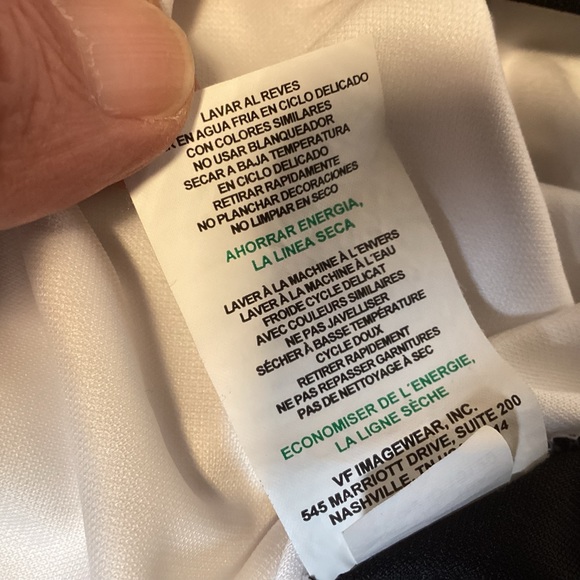 LAVAR AL REVES
EN AGUA FRIA EN CICLO DELICADO
CON COLORES SIMILARES
NO USAR BLANQUEADOR
SECAR A BAJA TEMPERATURA
EN CICLO DELICADO
RETIRAR RAPIDAMENTE
NO PLANCHAR DECORACIONES
NO LIMPIAR EN SECO
AHORRAR ENERGIA,
LA LINEA SECA
LAVER À LA MACHINE À L'ENVERS
LAVER À LA MACHINE À L'EAU
FROIDE CYCLE DELICAT
AVEC COULEURS SIMILAIRES
NE PAS JAVELLISER
SÉCHER À BASSE TEMPÉRATURE
CYCLE DOUX
RETIRER RAPIDEMENT
NE PAS REPASSER GARNITURES
PAS DE NETTOYAGE À SEC
ECONOMISER DE L'ENERGIE,
LA LIGNE SÈCHE
VF IMAGEWEAR, INC.
545 MARRIOTT DRIVE, SUITE 200
NASHVILLE, TN 14